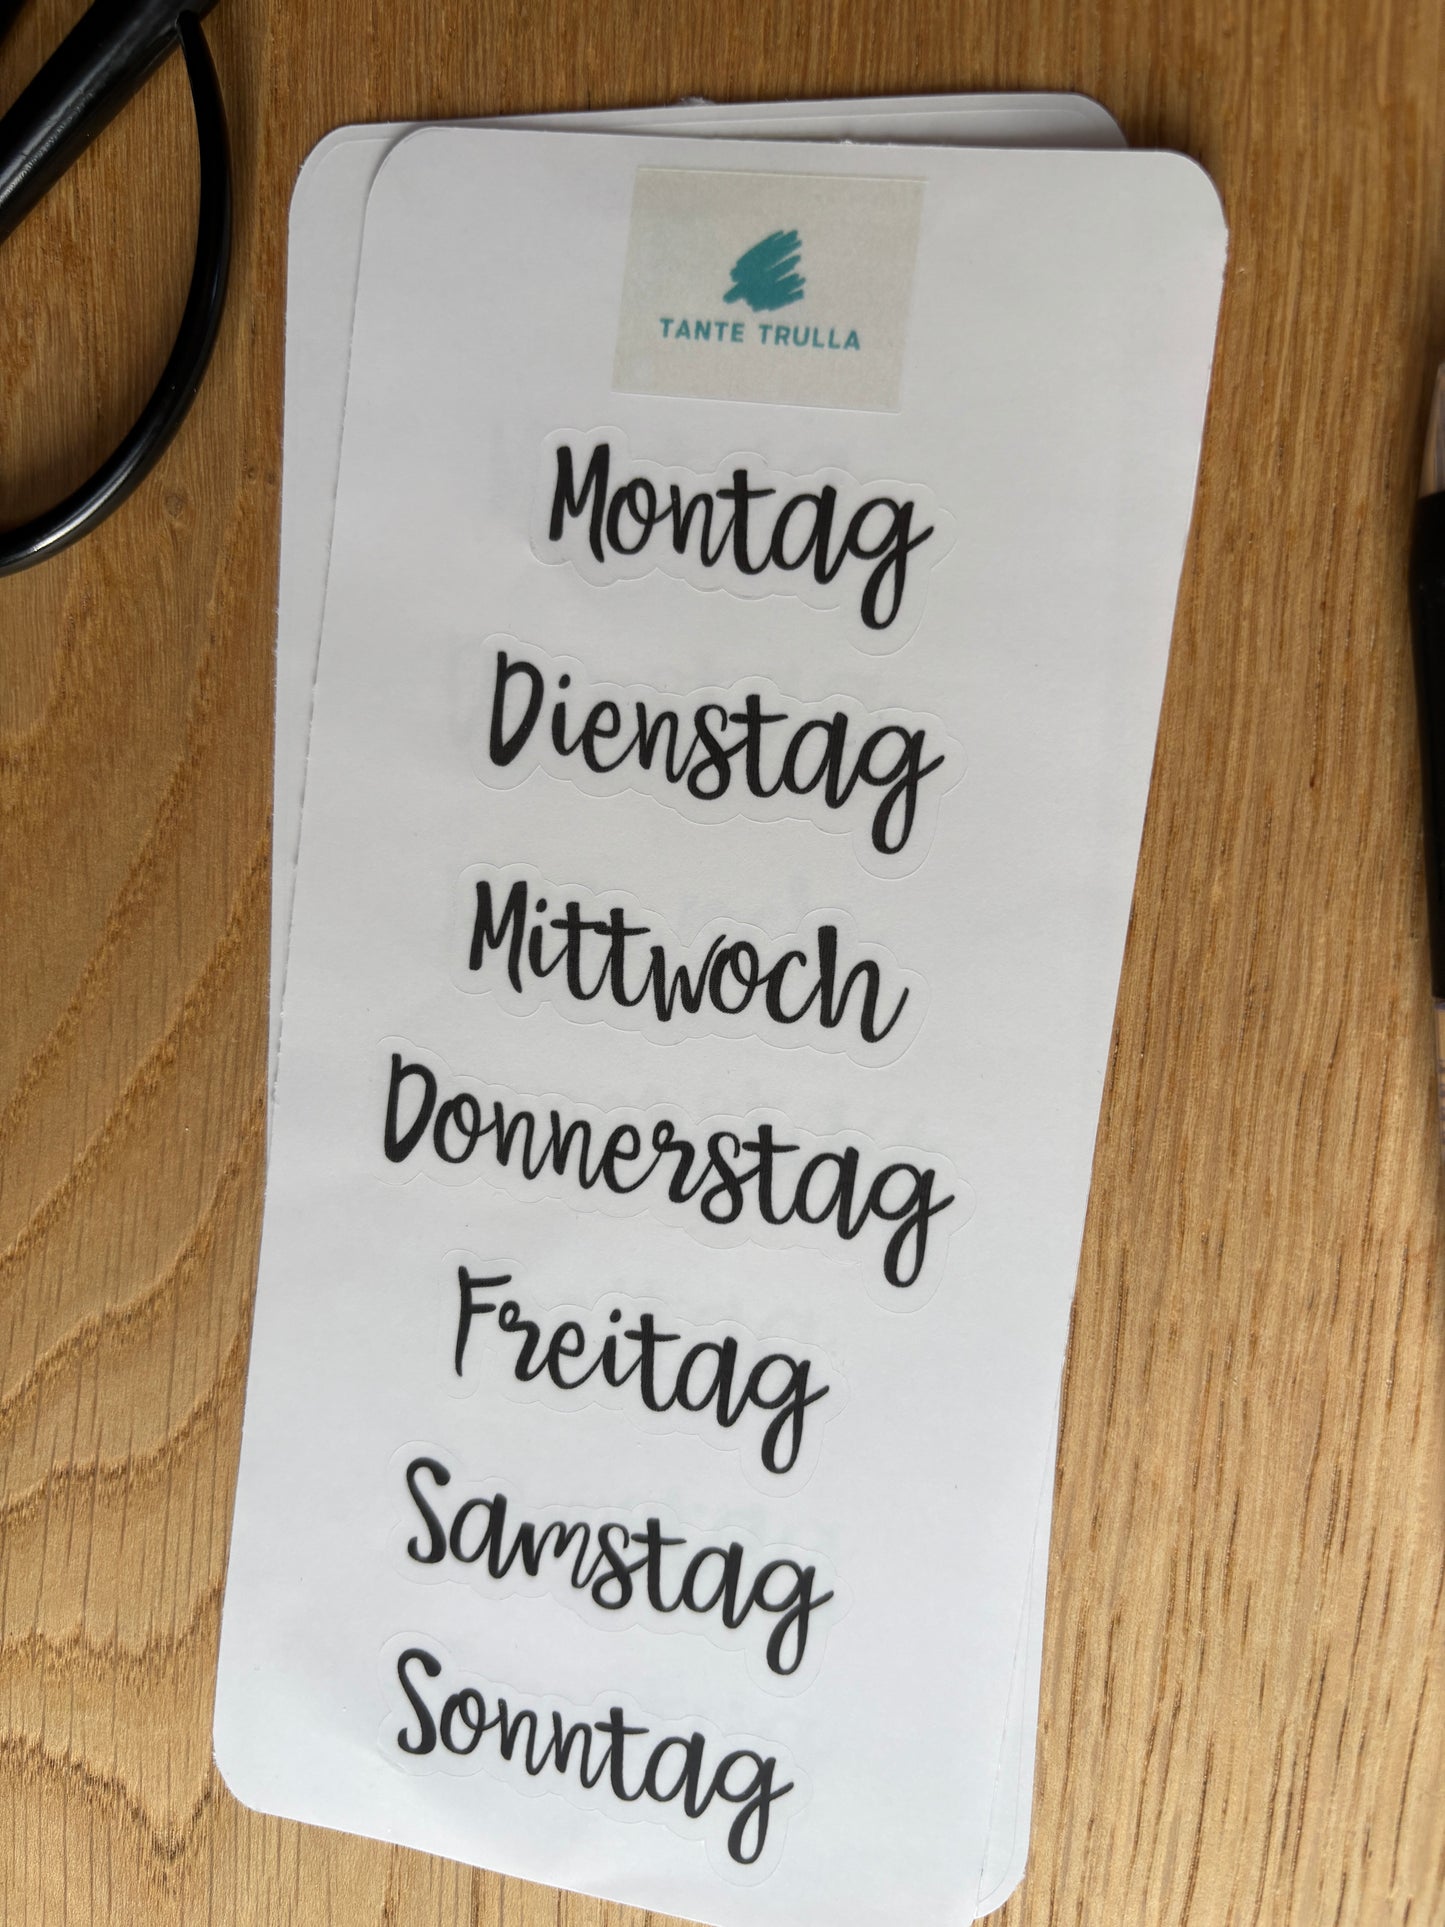 TANTE TRULLA
Montag
Dienstag
Mittwoch
Donnerstag
Freitag
Samstag
Sonntag